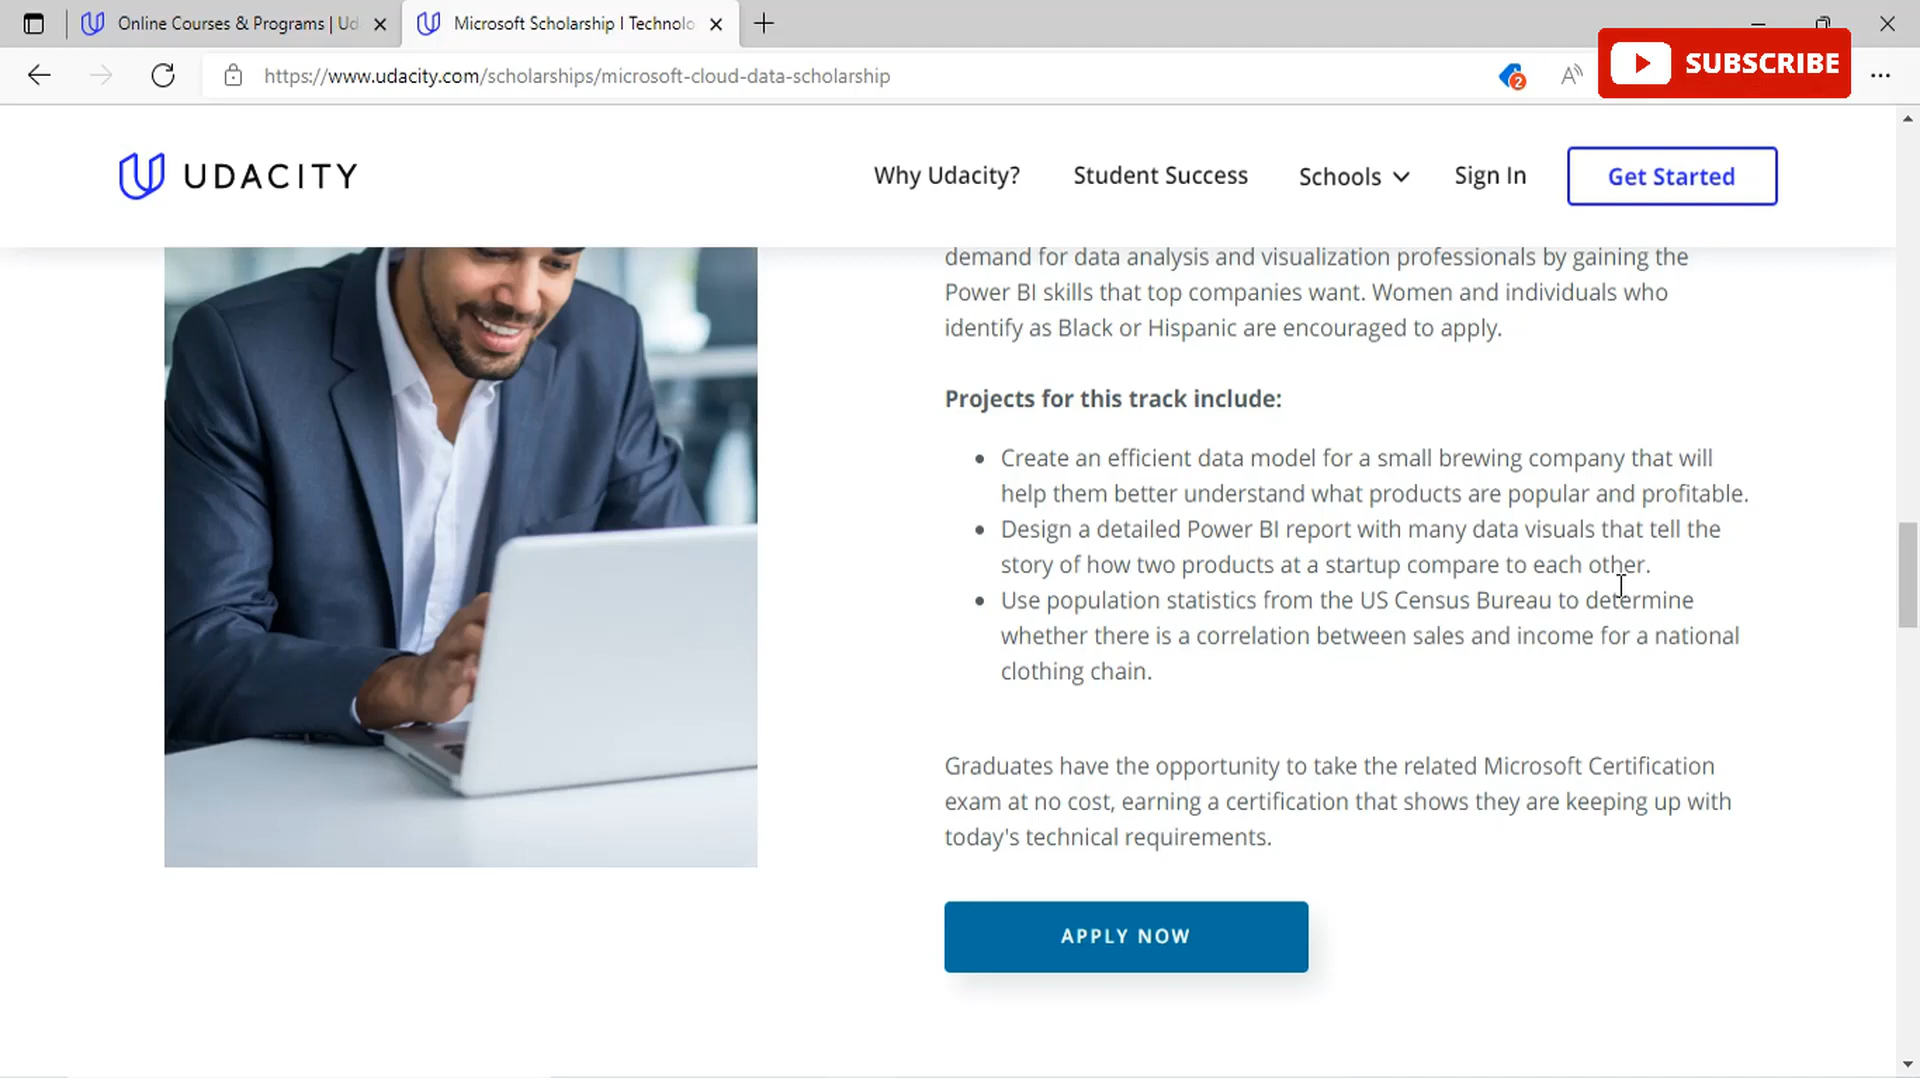 Online Courses & Programs | Ud
Microsoft Scholarship I Technolo
https://www.udacity.com/scholarships/microsoft-cloud-data-scholarship
2
A
SUBSCRIBE
UDACITY
Why Udacity?
Student Success
Schools
Sign In
Get Started
demand for data analysis and visualization professionals by gaining the
Power BI skills that top companies want. Women and individuals who
identify as Black or Hispanic are encouraged to apply.
Projects for this track include:
• Create an efficient data model for a small brewing company that will
help them better understand what products are popular and profitable.
• Design a detailed Power BI report with many data visuals that tell the
story of how two products at a startup compare to each other.
• Use population statistics from the US Census Bureau to determine
whether there is a correlation between sales and income for a national
clothing chain.
Graduates have the opportunity to take the related Microsoft Certification
exam at no cost, earning a certification that shows they are keeping up with
today's technical requirements.
APPLY NOW